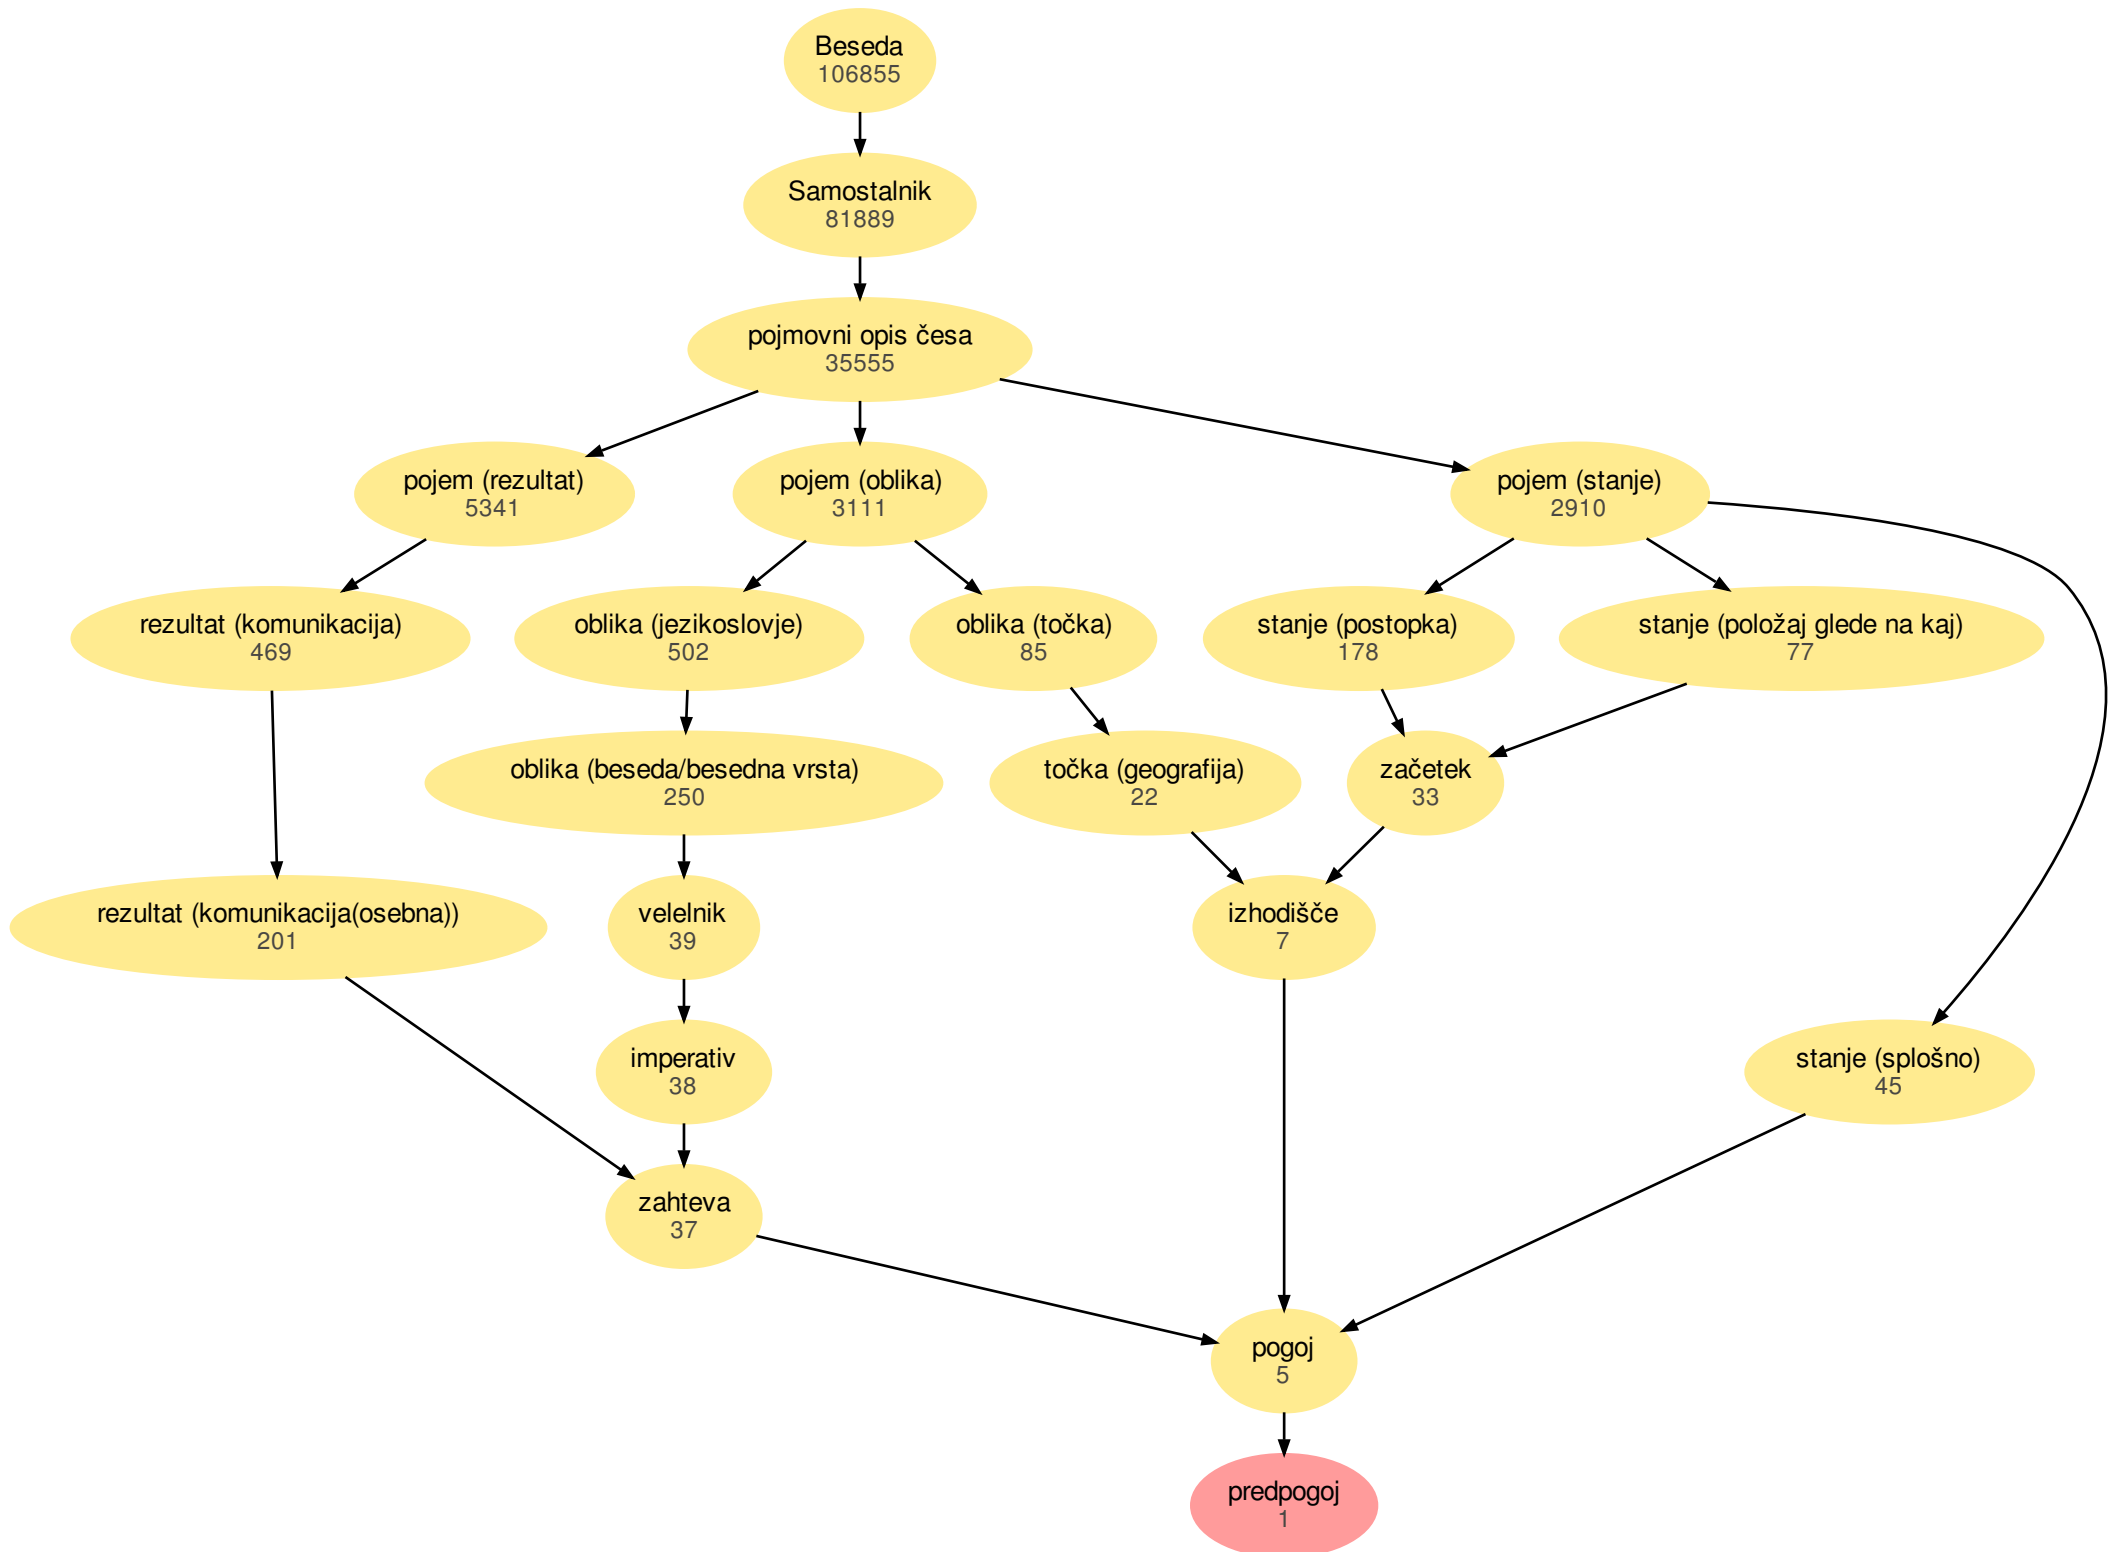 Beseda
106855
Samostalnik
81889
pojmovni opis česa
35555
pojem (rezultat)
5341
pojem (oblika)
3111
pojem (stanje)
2910
rezultat (komunikacija)
469
oblika (jezikoslovje)
502
oblika (točka)
85
stanje (postopka)
178
stanje (položaj glede na kaj)
77
oblika (beseda/besedna vrsta)
250
točka (geografija)
22
začetek
33
rezultat (komunikacija(osebna))
201
velelnik
39
izhodišče
7
imperativ
38
stanje (splošno)
45
zahteva
37
pogoj
5
predpogoj
1